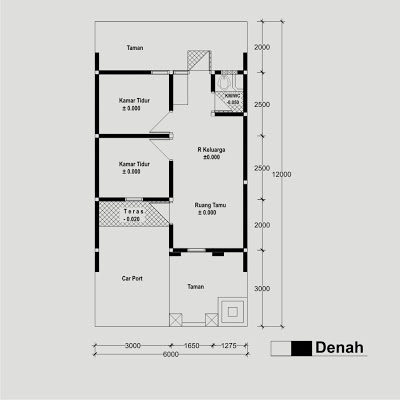 Taman
2000
KM/WC
-0.050
Kamar Tidur
± 0.000
2500
R Keluarga
±0.000
Kamar Tidur
± 0.000
2500
12000
Ruang Tamu
± 0.000
Teras
- 0.020
2000
Car Port
Taman
3000
3000
1650
1275
6000
Denah